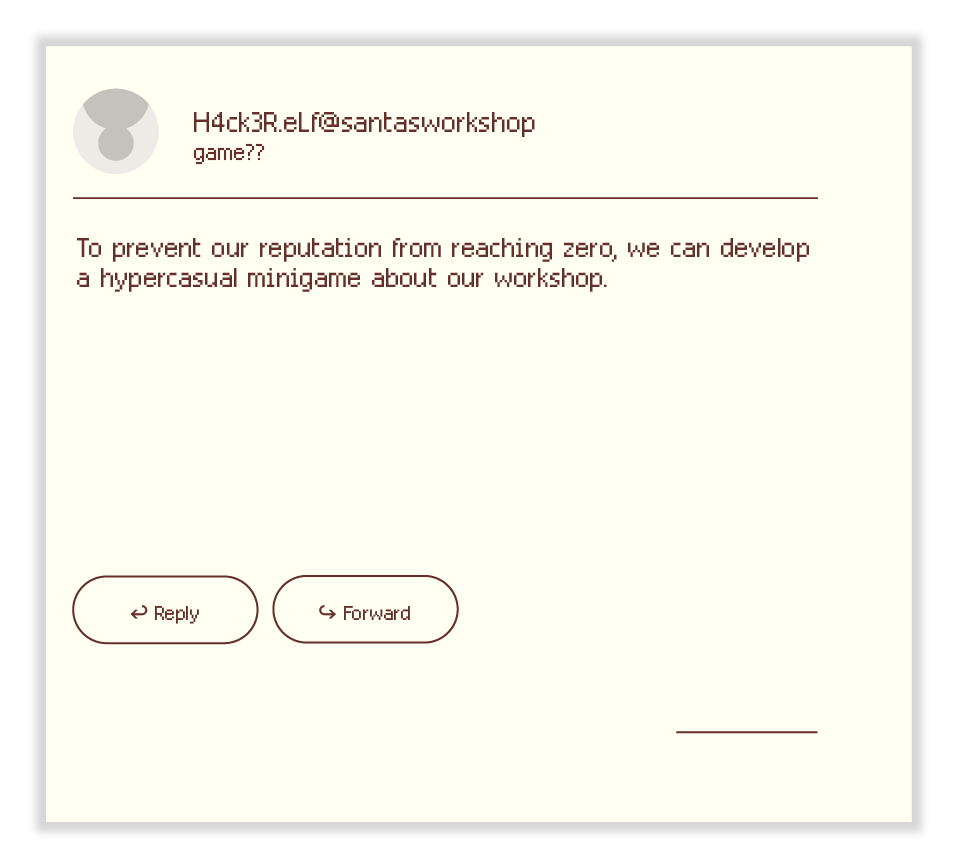 H4ck3R.eLf@santasworkshop
game??
To prevent our reputation from reaching zero, we can develop
a hypercasual minigame about our workshop.
↩ Reply
↪ Forward